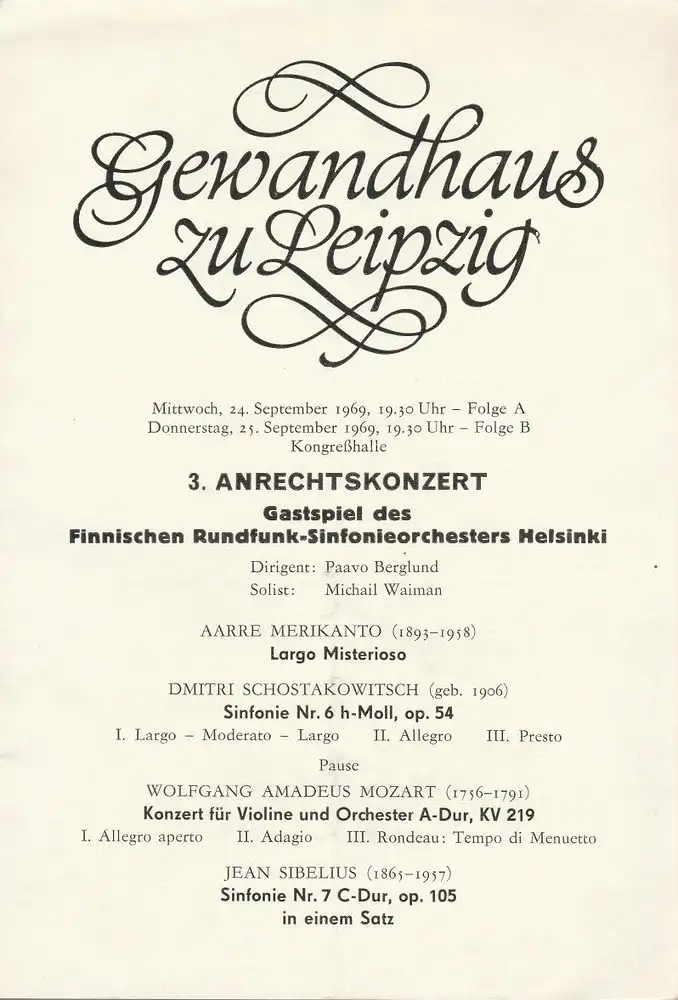 Gewandhaus
zu Leipzig
Mittwoch, 24. September 1969, 19.30 Uhr – Folge A
Donnerstag, 25. September 1969, 19.30 Uhr – Folge B
Kongreßhalle
3. ANRECHTSKONZERT
Gastspiel des
Finnischen Rundfunk-Sinfonieorchesters Helsinki
Dirigent: Paavo Berglund
Solist: Michail Waiman
AARRE MERIKANTO (1893–1958)
Largo Misterioso
DMITRI SCHOSTAKOWITSCH (geb. 1906)
Sinfonie Nr. 6 h-Moll, op. 54
I. Largo – Moderato – Largo II. Allegro III. Presto
Pause
WOLFGANG AMADEUS MOZART (1756–1791)
Konzert für Violine und Orchester A-Dur, KV 219
I. Allegro aperto II. Adagio III. Rondeau: Tempo di Menuetto
JEAN SIBELIUS (1865–1957)
Sinfonie Nr. 7 C-Dur, op. 105
in einem Satz